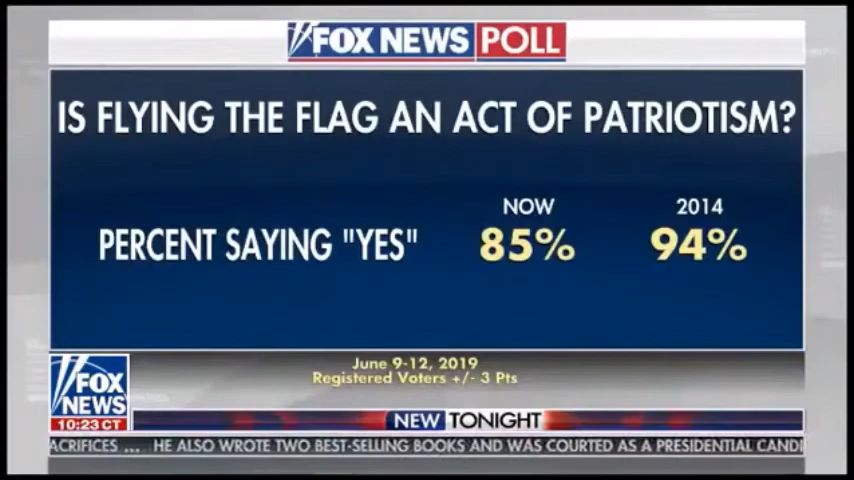 FOX NEWS POLL
IS FLYING THE FLAG AN ACT OF PATRIOTISM?
NOW 2014
PERCENT SAYING "YES" 85% 94%
June 9-12, 2019
Registered Voters +/- 3 Pts
FOX
NEWS
10:23 CT
NEW TONIGHT
ACRIFICES ... HE ALSO WROTE TWO BEST-SELLING BOOKS AND WAS COURTED AS A PRESIDENTIAL CANDI